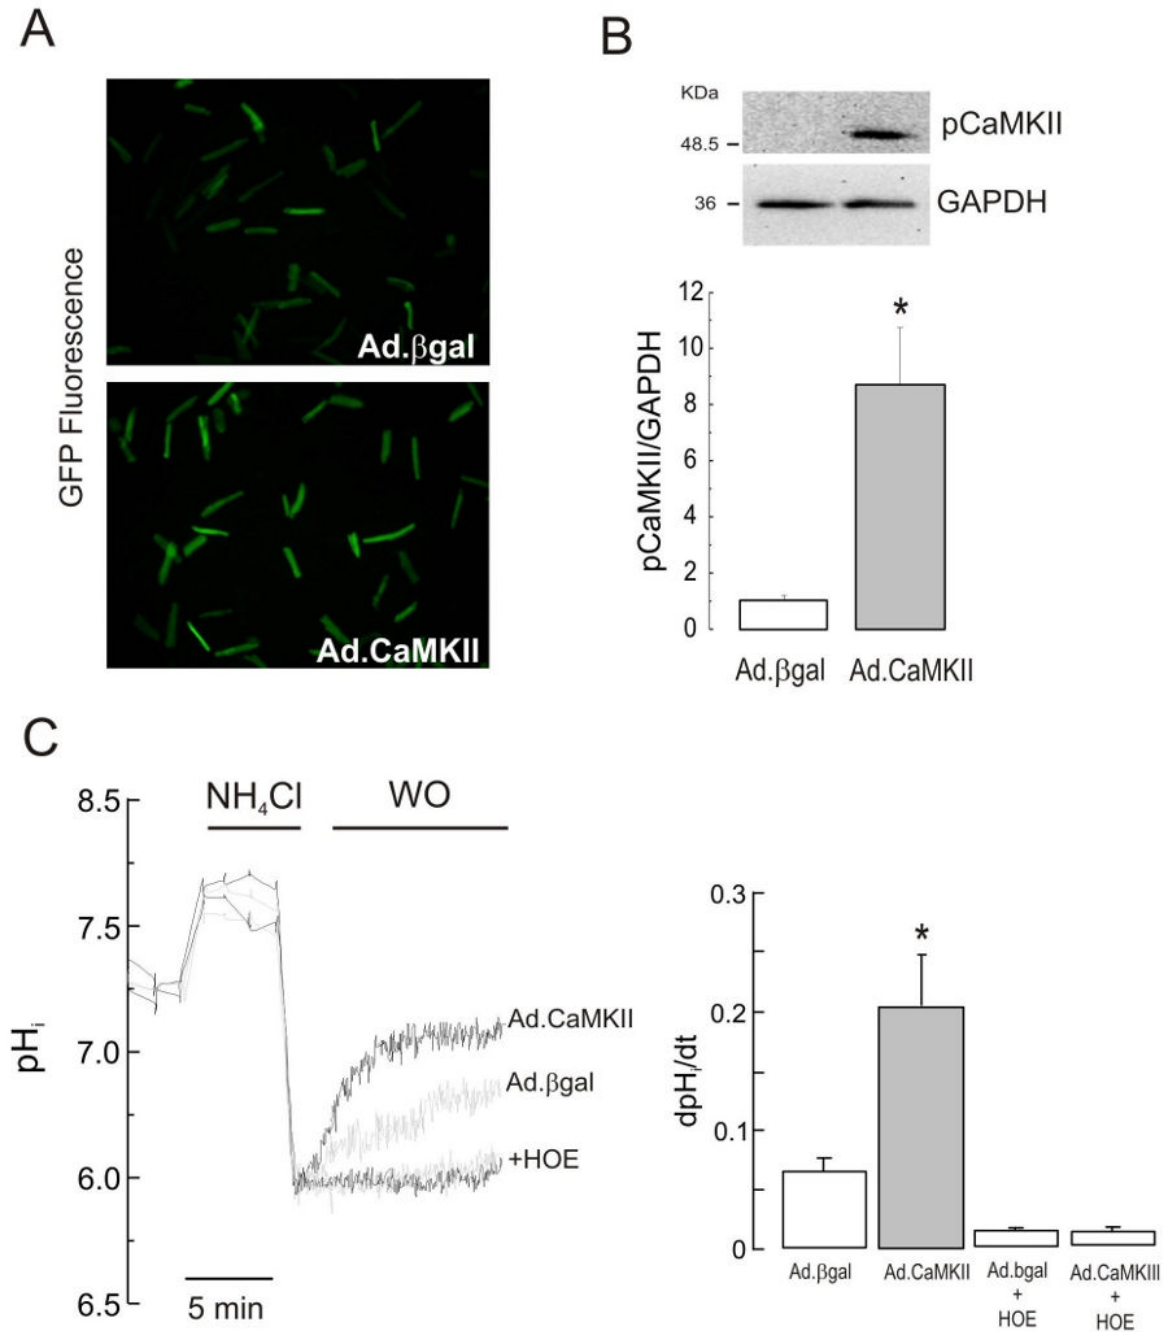 A
GFP Fluorescence
Ad.βgal
Ad.CaMKII
B
KDa
48.5
pCaMKII
36
GAPDH
pCaMKII/GAPDH
12
10
8
6
4
2
0
*
Ad.βgal
Ad.CaMKII
C
pHi
8.5
7.5
7.0
6.0
6.5
NH4Cl
WO
Ad.CaMKII
Ad.βgal
+HOE
5 min
dpHi/dt
0.3
0.2
0.1
0
*
Ad.βgal
Ad.CaMKII
Ad.bgal
+
HOE
Ad.CaMKIII
+
HOE